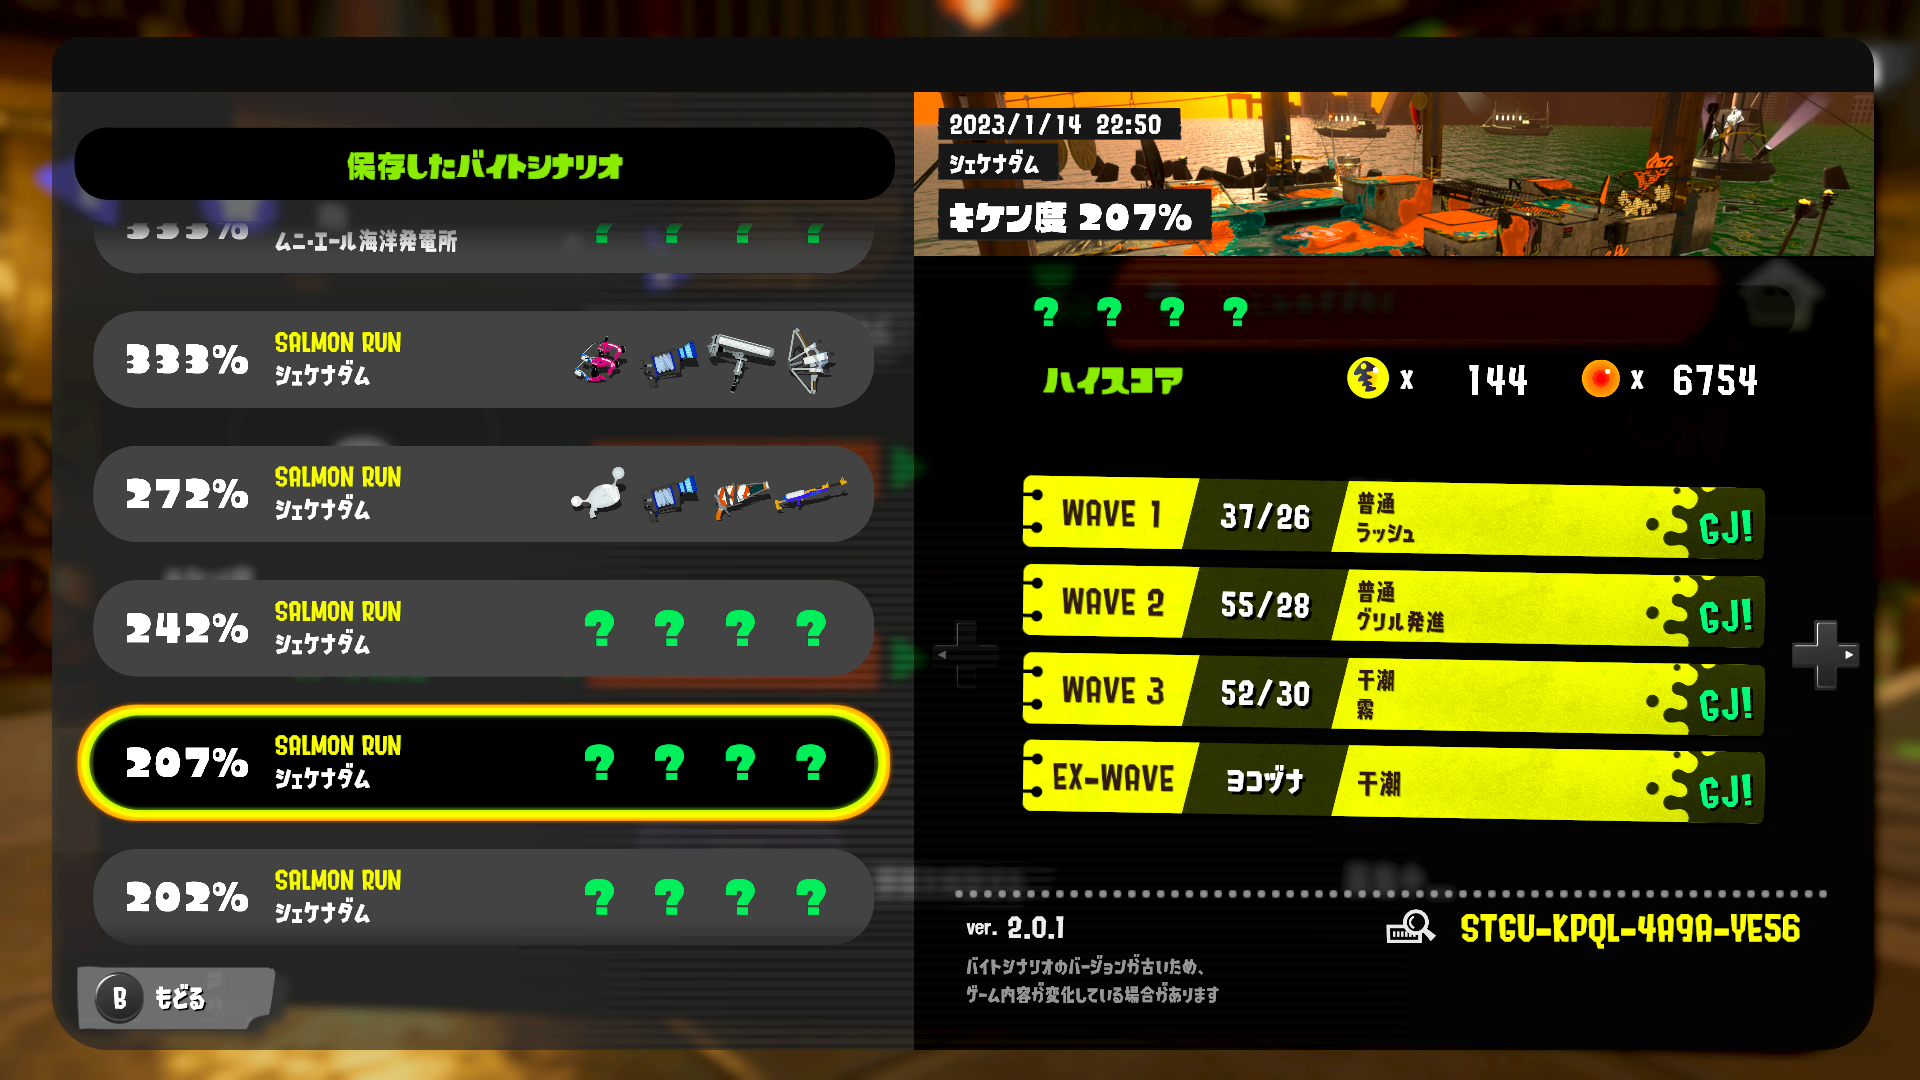 保存したバイトシナリオ
333%
ムニ・エール海洋発電所
? ? ? ?
333%
SALMON RUN
シェケナダム
272%
SALMON RUN
シェケナダム
242%
SALMON RUN
シェケナダム
? ? ? ?
207%
SALMON RUN
シェケナダム
? ? ? ?
202%
SALMON RUN
シェケナダム
? ? ? ?
B もどる
2023/1/14 22:50
シェケナダム
キケン度 207%
? ? ? ?
ハイスコア x 144 x 6754
WAVE 1 37/26 普通 GJ!
ラッシュ
WAVE 2 55/28 普通 GJ!
グリル発進
WAVE 3 52/30 干潮 GJ!
霧
EX-WAVE ヨコヅナ 干潮 GJ!
ver. 2.0.1
STGU-KPQL-4A9A-YE56
バイトシナリオのバージョンが古いため、
ゲーム内容が変化している場合があります